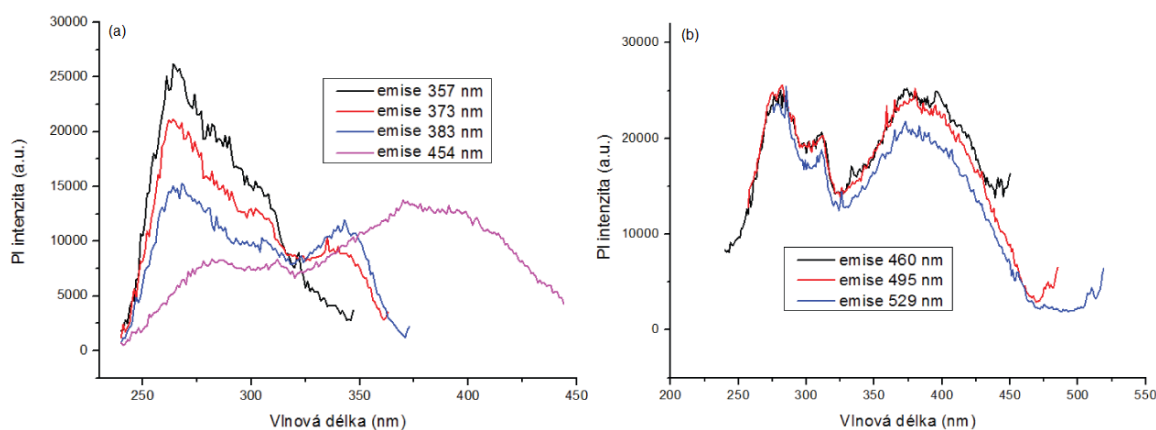 (a)
30000
25000
20000
15000
10000
5000
0
PI intenzita (a.u.)
emise 357 nm
emise 373 nm
emise 383 nm
emise 454 nm
250 300 350 400 450
Vlnová délka (nm)
(b)
30000
20000
10000
0
PI intenzita (a.u.)
emise 460 nm
emise 495 nm
emise 529 nm
200 250 300 350 400 450 500 550
Vlnová délka (nm)